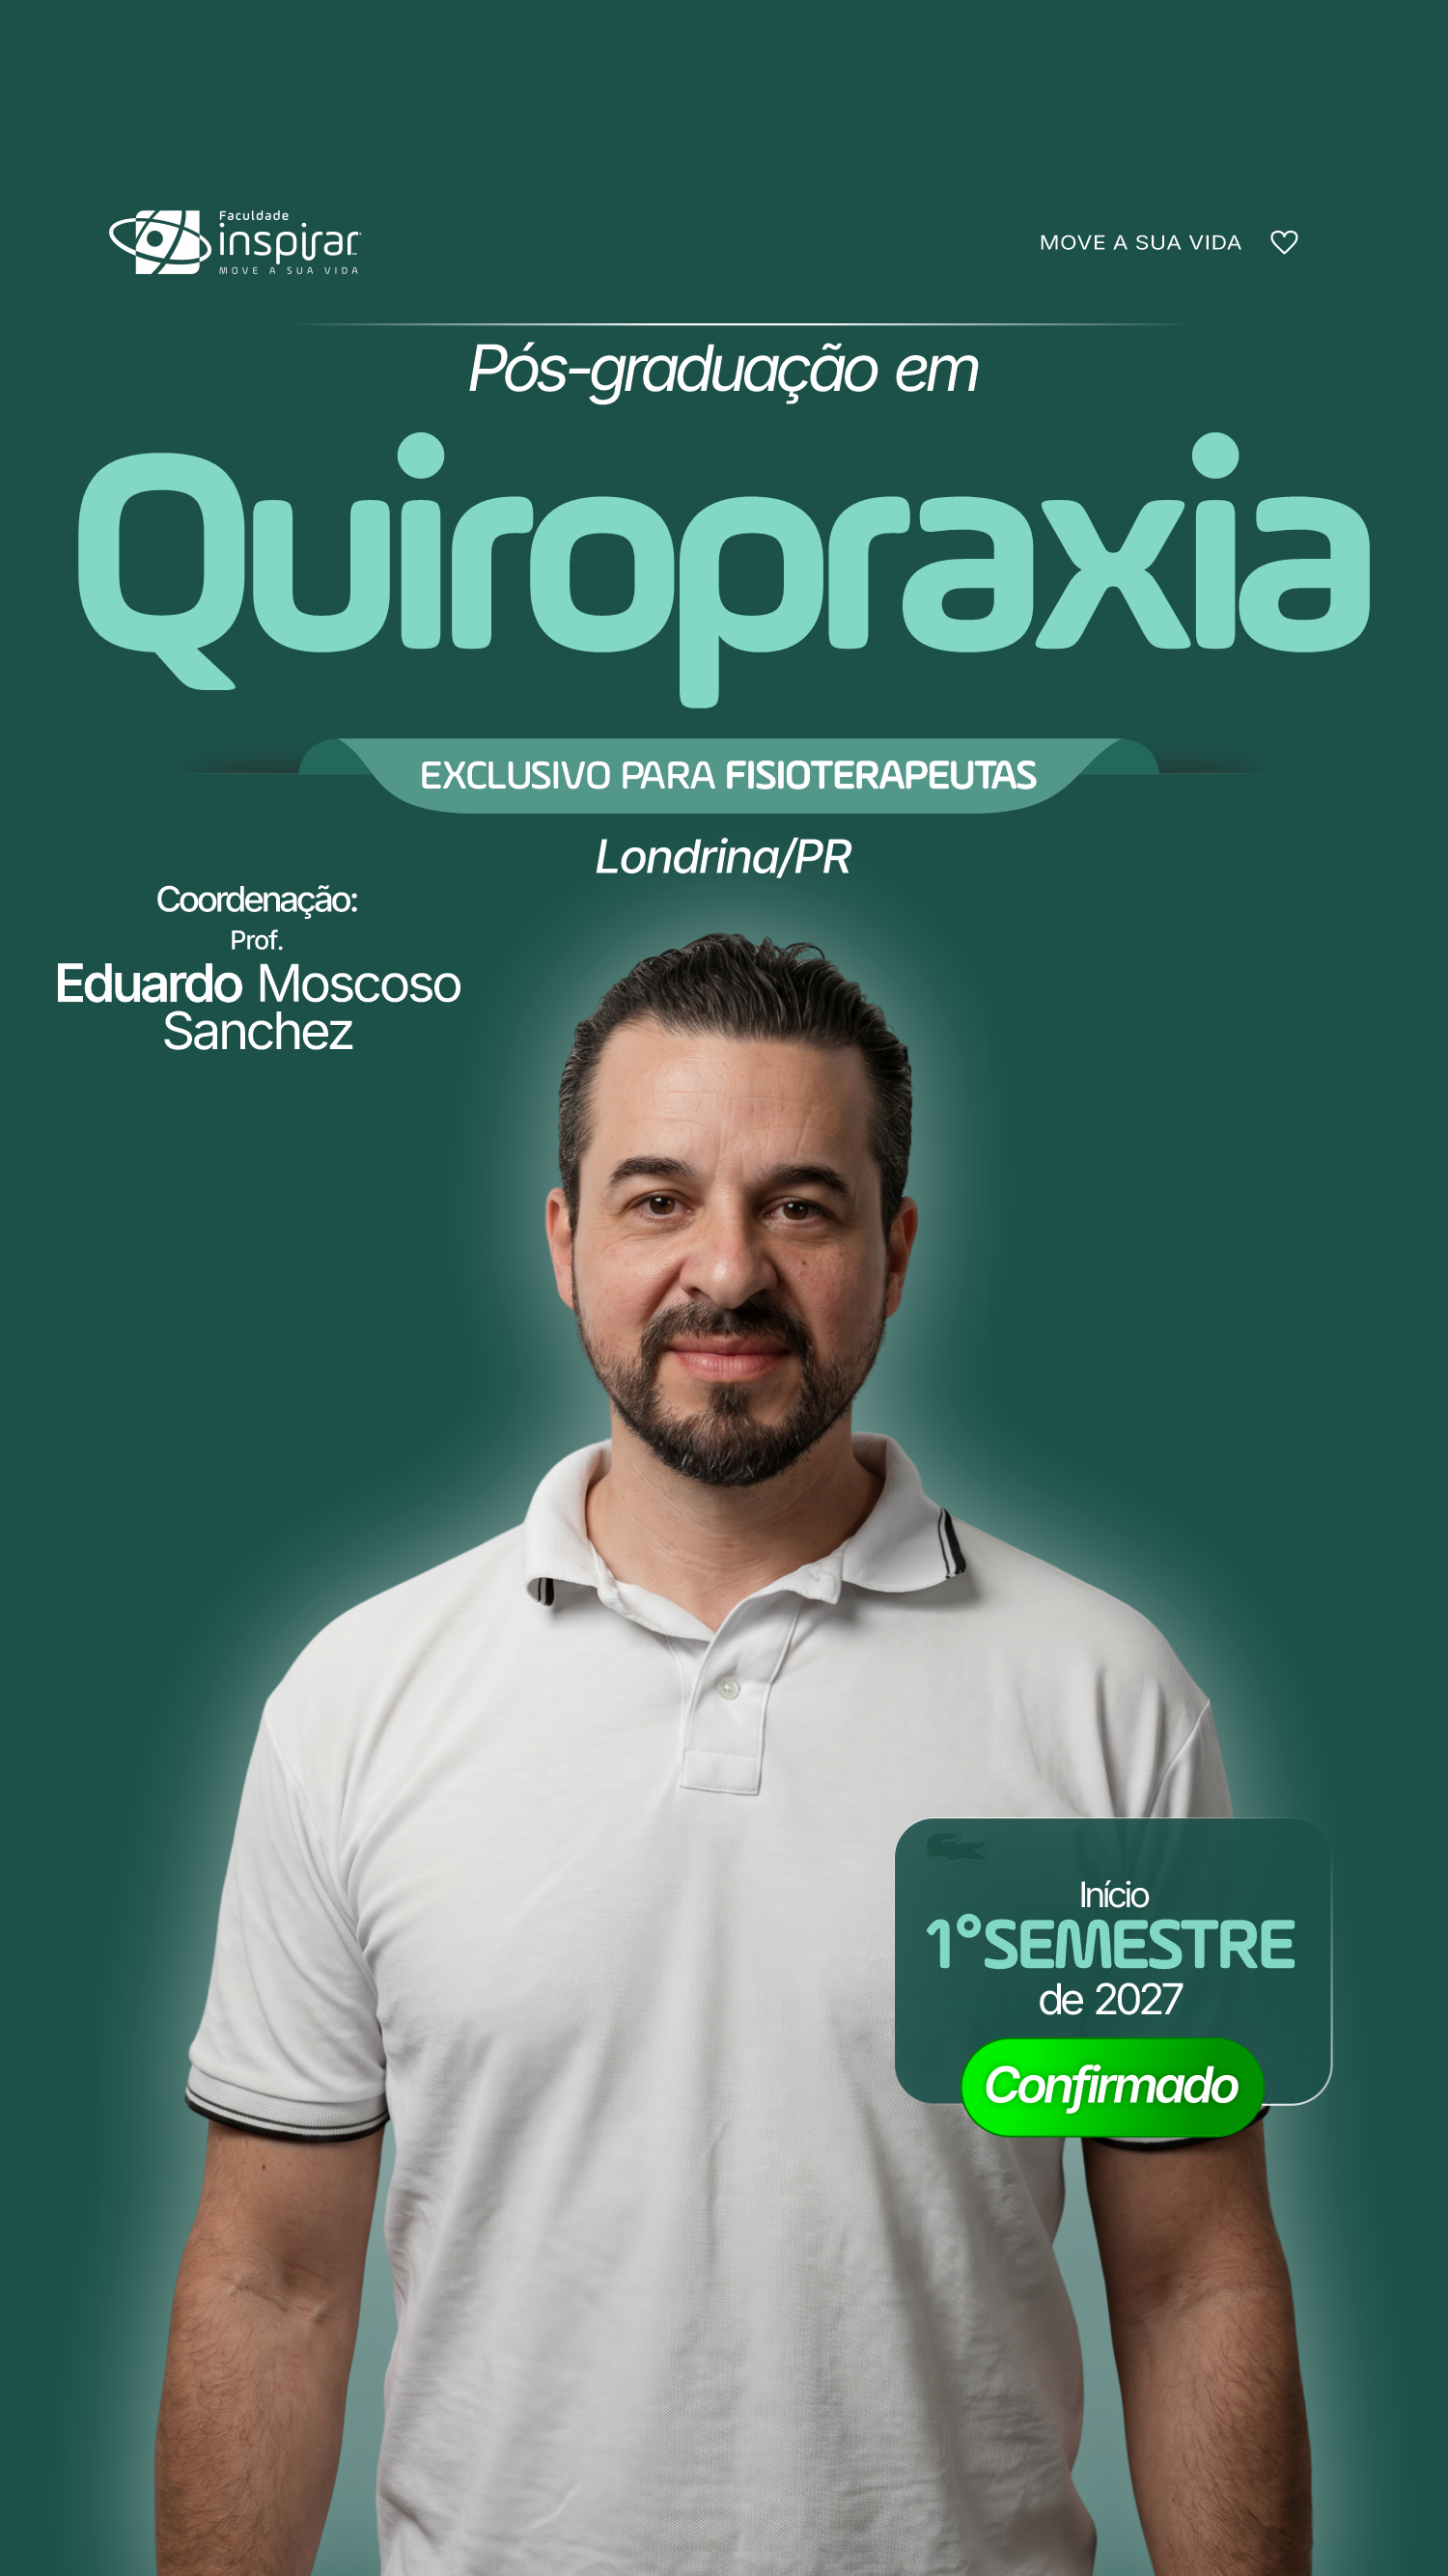 Faculdade
inspirar
MOVE A SUA VIDA
MOVE A SUA VIDA
Pós-graduação em
Quiropraxia
EXCLUSIVO PARA FISIOTERAPEUTAS
Londrina/PR
Coordenação:
Prof.
Eduardo Moscoso
Sanchez
Início
1°SEMESTRE
de 2027
Confirmado